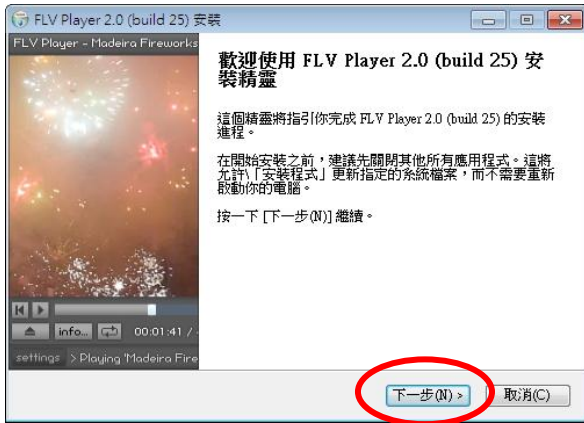 FLV Player 2.0 (build 25) 安裝
FLV Player - Madeira Fireworks
歡迎使用 FLV Player 2.0 (build 25) 安
裝精靈
這個精靈將指引你完成 FLV Player 2.0 (build 25) 的安裝
進程。
在開始安裝之前，建議先關閉其他所有應用程式。這將
允許\「安裝程式」更新指定的系統檔案，而不需要重新
啟動你的電腦。
按一下 [下一步(N)] 繼續。
info...
00:01:41 /
settings > Playing 'Madeira Fire
下一步(N) >
取消(C)